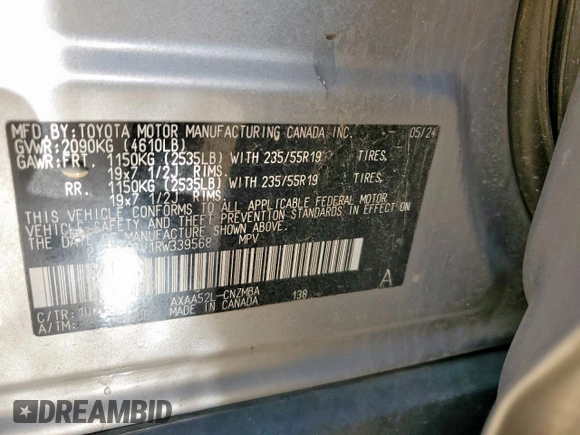 MFD. BY: TOYOTA MOTOR MANUFACTURING CANADA INC. 05/24
GVWR: 2090KG (4610LB)
GAWR: FRT. 1150KG (2535LB) WITH 235/55R19 TIRES.
19x7 1/2J RIMS.
RR. 1150KG (2535LB) WITH 235/55R19 TIRES.
19x7 1/2J RIMS.
THIS VEHICLE CONFORMS TO ALL APPLICABLE FEDERAL MOTOR
VEHICLE SAFETY AND THEFT PREVENTION STANDARDS IN EFFECT ON
THE DATE OF MANUFACTURE SHOWN ABOVE.
1RW339568 MPV
A
C/TR: AXAA52L-CNZMBA 138
A/TM: MADE IN CANADA
DREAMBID